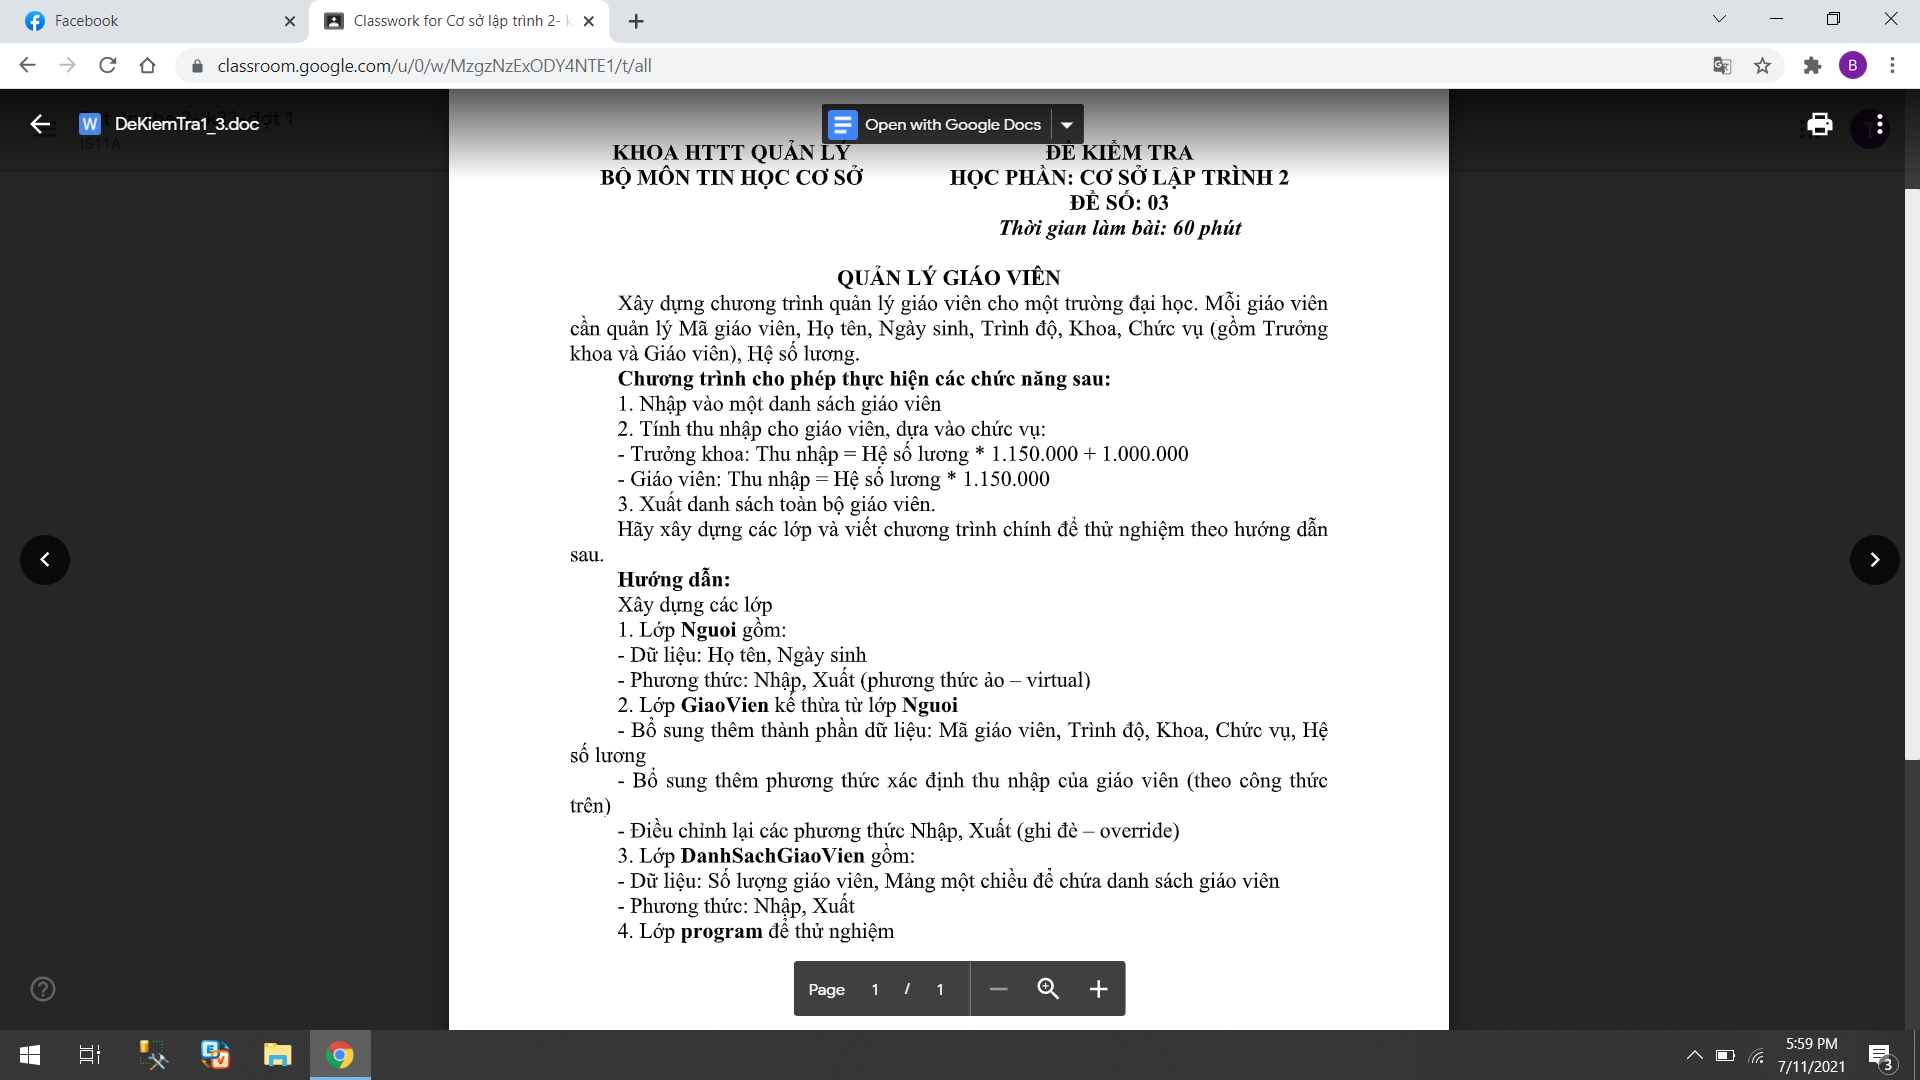 Facebook
Classwork for Cơ sở lập trình 2- k
classroom.google.com/u/0/w/MzgzNzExODY4NTE1/t/all
B
DeKiemTra1_3.doc
đợt 1
IS11A
Open with Google Docs
KHOA HTTT QUẢN LÝ
BỘ MÔN TIN HỌC CƠ SỞ
ĐỀ KIỂM TRA
HỌC PHẦN: CƠ SỞ LẬP TRÌNH 2
ĐỀ SỐ: 03
Thời gian làm bài: 60 phút
QUẢN LÝ GIÁO VIÊN
Xây dựng chương trình quản lý giáo viên cho một trường đại học. Mỗi giáo viên
cần quản lý Mã giáo viên, Họ tên, Ngày sinh, Trình độ, Khoa, Chức vụ (gồm Trưởng
khoa và Giáo viên), Hệ số lương.
Chương trình cho phép thực hiện các chức năng sau:
1. Nhập vào một danh sách giáo viên
2. Tính thu nhập cho giáo viên, dựa vào chức vụ:
- Trưởng khoa: Thu nhập = Hệ số lương * 1.150.000 + 1.000.000
- Giáo viên: Thu nhập = Hệ số lương * 1.150.000
3. Xuất danh sách toàn bộ giáo viên.
Hãy xây dựng các lớp và viết chương trình chính để thử nghiệm theo hướng dẫn
sau.
Hướng dẫn:
Xây dựng các lớp
1. Lớp Nguoi gồm:
- Dữ liệu: Họ tên, Ngày sinh
- Phương thức: Nhập, Xuất (phương thức ảo – virtual)
2. Lớp GiaoVien kế thừa từ lớp Nguoi
- Bổ sung thêm thành phần dữ liệu: Mã giáo viên, Trình độ, Khoa, Chức vụ, Hệ
số lương
- Bổ sung thêm phương thức xác định thu nhập của giáo viên (theo công thức
trên)
- Điều chỉnh lại các phương thức Nhập, Xuất (ghi đè – override)
3. Lớp DanhSachGiaoVien gồm:
- Dữ liệu: Số lượng giáo viên, Mảng một chiều để chứa danh sách giáo viên
- Phương thức: Nhập, Xuất
4. Lớp program để thử nghiệm
Page 1 / 1
5:59 PM
7/11/2021
3